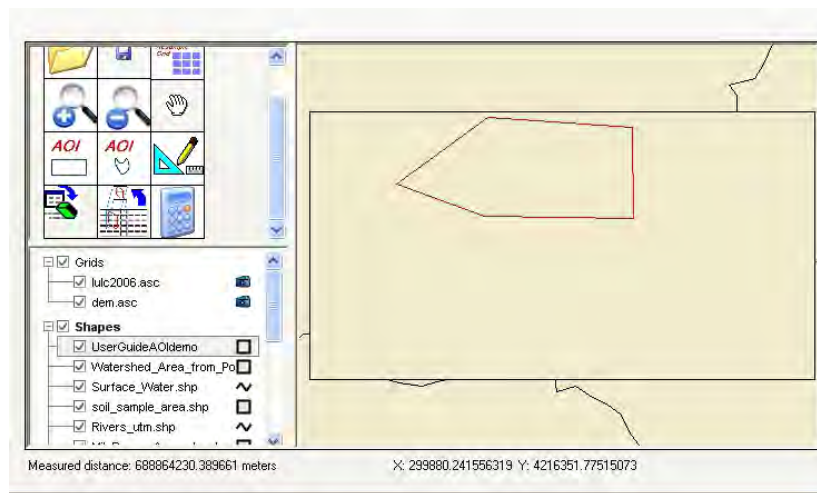 Grid
AOI AOI
Grids
lulc2006.asc
dem.asc
Shapes
UserGuideAOIdemo
Watershed_Area_from_Po
Surface_Water.shp
soil_sample_area.shp
Rivers_utm.shp
Measured distance: 688864230.389661 meters X: 299880.241556319 Y: 4216351.77515073